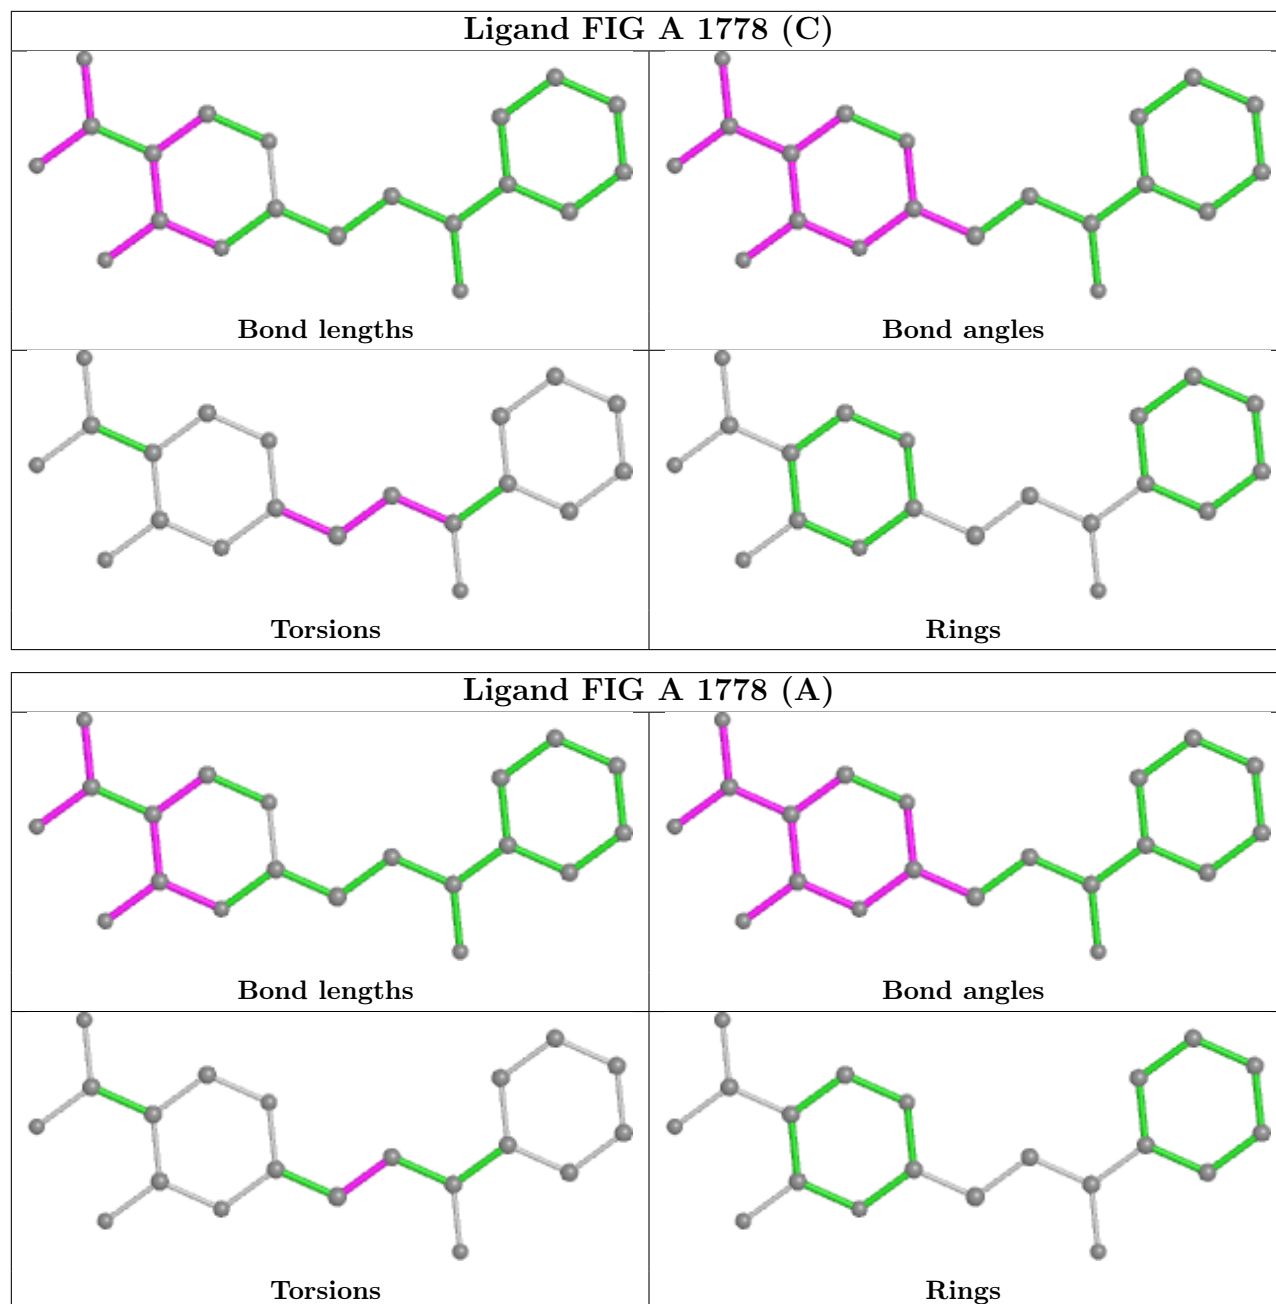 Ligand FIG A 1778 (C)
Bond lengths
Bond angles
Torsions
Rings
Ligand FIG A 1778 (A)
Bond lengths
Bond angles
Torsions
Rings